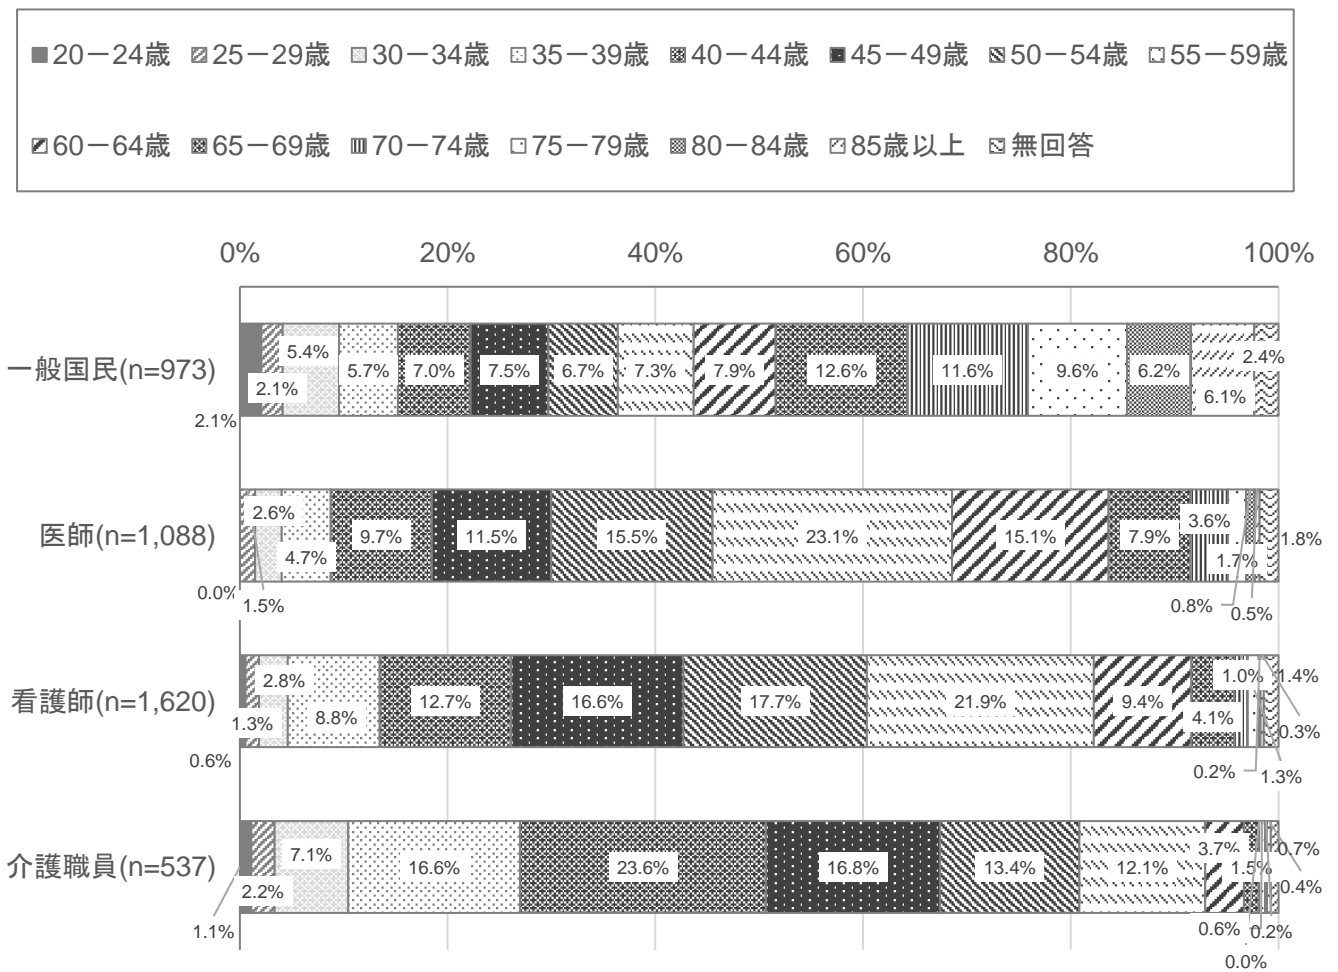 20－24歳 25－29歳 30－34歳 35－39歳 40－44歳 45－49歳 50－54歳 55－59歳
60－64歳 65－69歳 70－74歳 75－79歳 80－84歳 85歳以上 無回答
0% 20% 40% 60% 80% 100%
一般国民(n=973) 2.1% 2.1% 5.4% 5.7% 7.0% 7.5% 6.7% 7.3% 7.9% 12.6% 11.6% 9.6% 6.2% 6.1% 2.4%
医師(n=1,088) 0.0% 1.5% 2.6% 4.7% 9.7% 11.5% 15.5% 23.1% 15.1% 7.9% 3.6% 1.7% 0.8% 0.5% 1.8%
看護師(n=1,620) 0.6% 1.3% 2.8% 8.8% 12.7% 16.6% 17.7% 21.9% 9.4% 4.1% 1.0% 1.4% 0.2% 0.3% 1.3%
介護職員(n=537) 1.1% 2.2% 7.1% 16.6% 23.6% 16.8% 13.4% 12.1% 3.7% 1.5% 0.6% 0.0% 0.2% 0.4% 0.7%